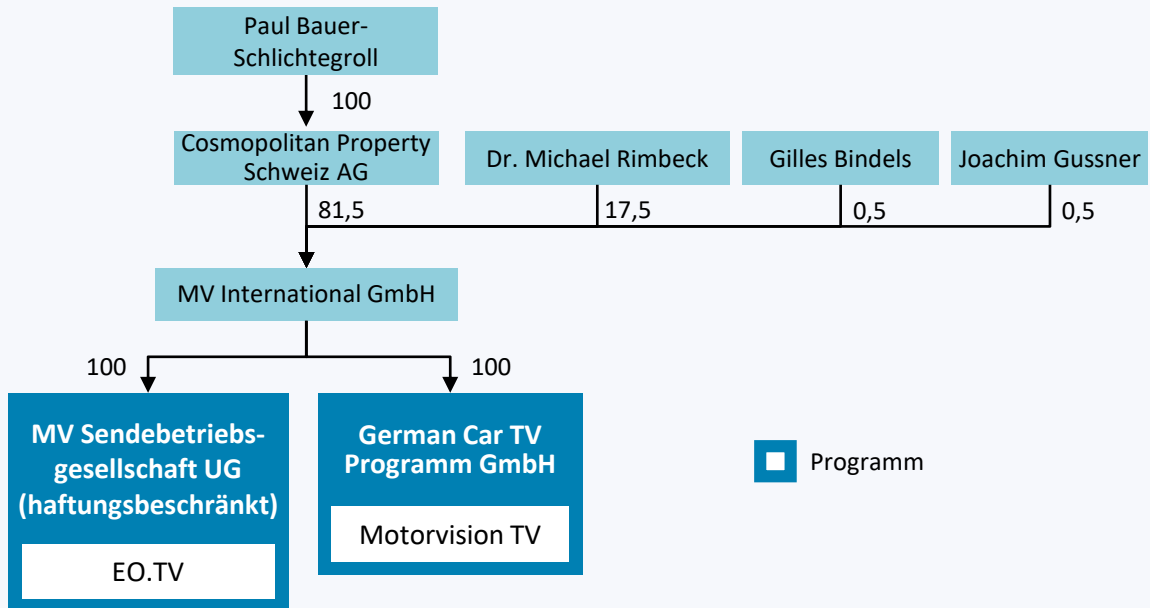 Paul Bauer-
Schlichtegroll
100
Cosmopolitan Property
Schweiz AG
Dr. Michael Rimbeck
Gilles Bindels
Joachim Gussner
81,5
17,5
0,5
0,5
MV International GmbH
100
100
MV Sendebetriebs-
gesellschaft UG
(haftungsbeschränkt)
EO.TV
German Car TV
Programm GmbH
Motorvision TV
Programm